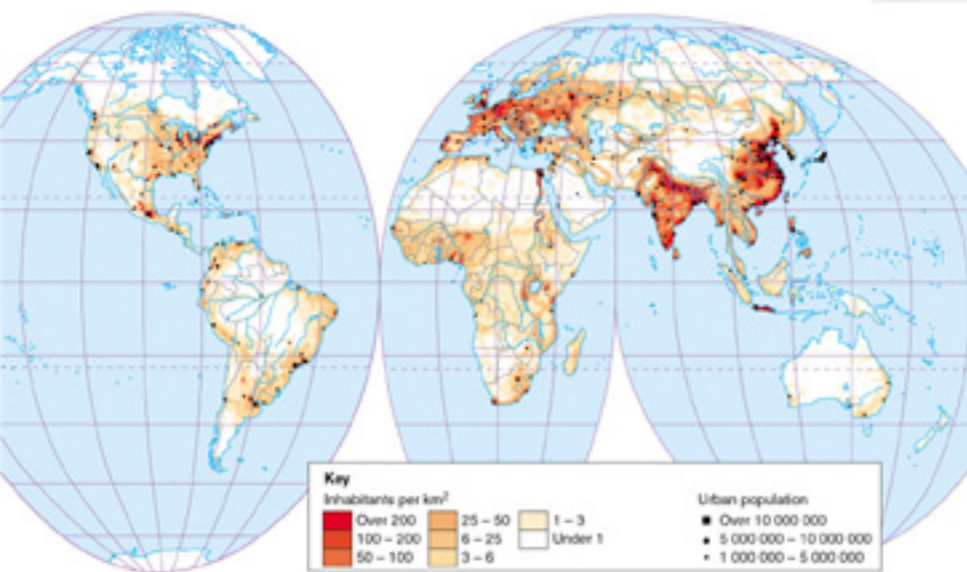 Key
Inhabitants per km²
Over 200
100 – 200
50 – 100
25 – 50
6 – 25
3 – 6
1 – 3
Under 1
Urban population
Over 10 000 000
5 000 000 – 10 000 000
1 000 000 – 5 000 000